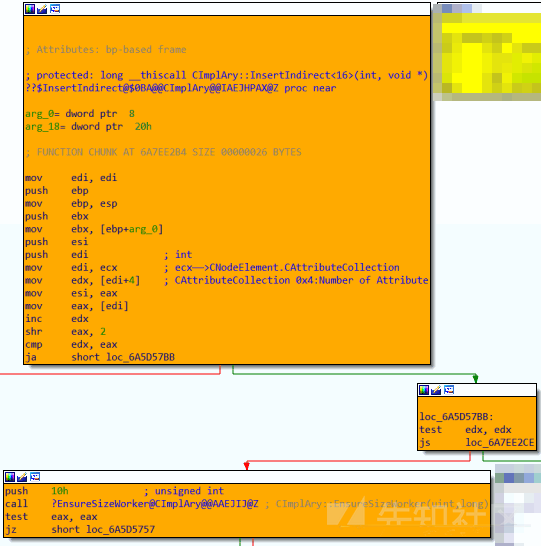 ; Attributes: bp-based frame
; protected: long __thiscall CImplAry::InsertIndirect<16>(int, void *)
??$InsertIndirect@$0BA@@CImplAry@@IAEJHPAX@Z proc near
arg_0= dword ptr  8
arg_18= dword ptr  20h
; FUNCTION CHUNK AT 6A7EE2B4 SIZE 00000026 BYTES
mov     edi, edi
push    ebp
mov     ebp, esp
push    ebx
mov     ebx, [ebp+arg_0]
push    esi
push    edi             ; int
mov     edi, ecx        ; ecx—>CNodeElement.CAttributeCollection
mov     edx, [edi+4]    ; CAttributeCollection 0x4:Number of Attribute
mov     esi, eax
mov     eax, [edi]
inc     edx
shr     eax, 2
cmp     edx, eax
ja      short loc_6A5D57BB
loc_6A5D57BB:
test    edx, edx
js      loc_6A7EE2CE
push    10h             ; unsigned int
call    ?EnsureSizeWorker@CImplAry@@AAEJIJ@Z ; CImplAry::EnsureSizeWorker(uint,long)
test    eax, eax
jz      short loc_6A5D5757
先知社区